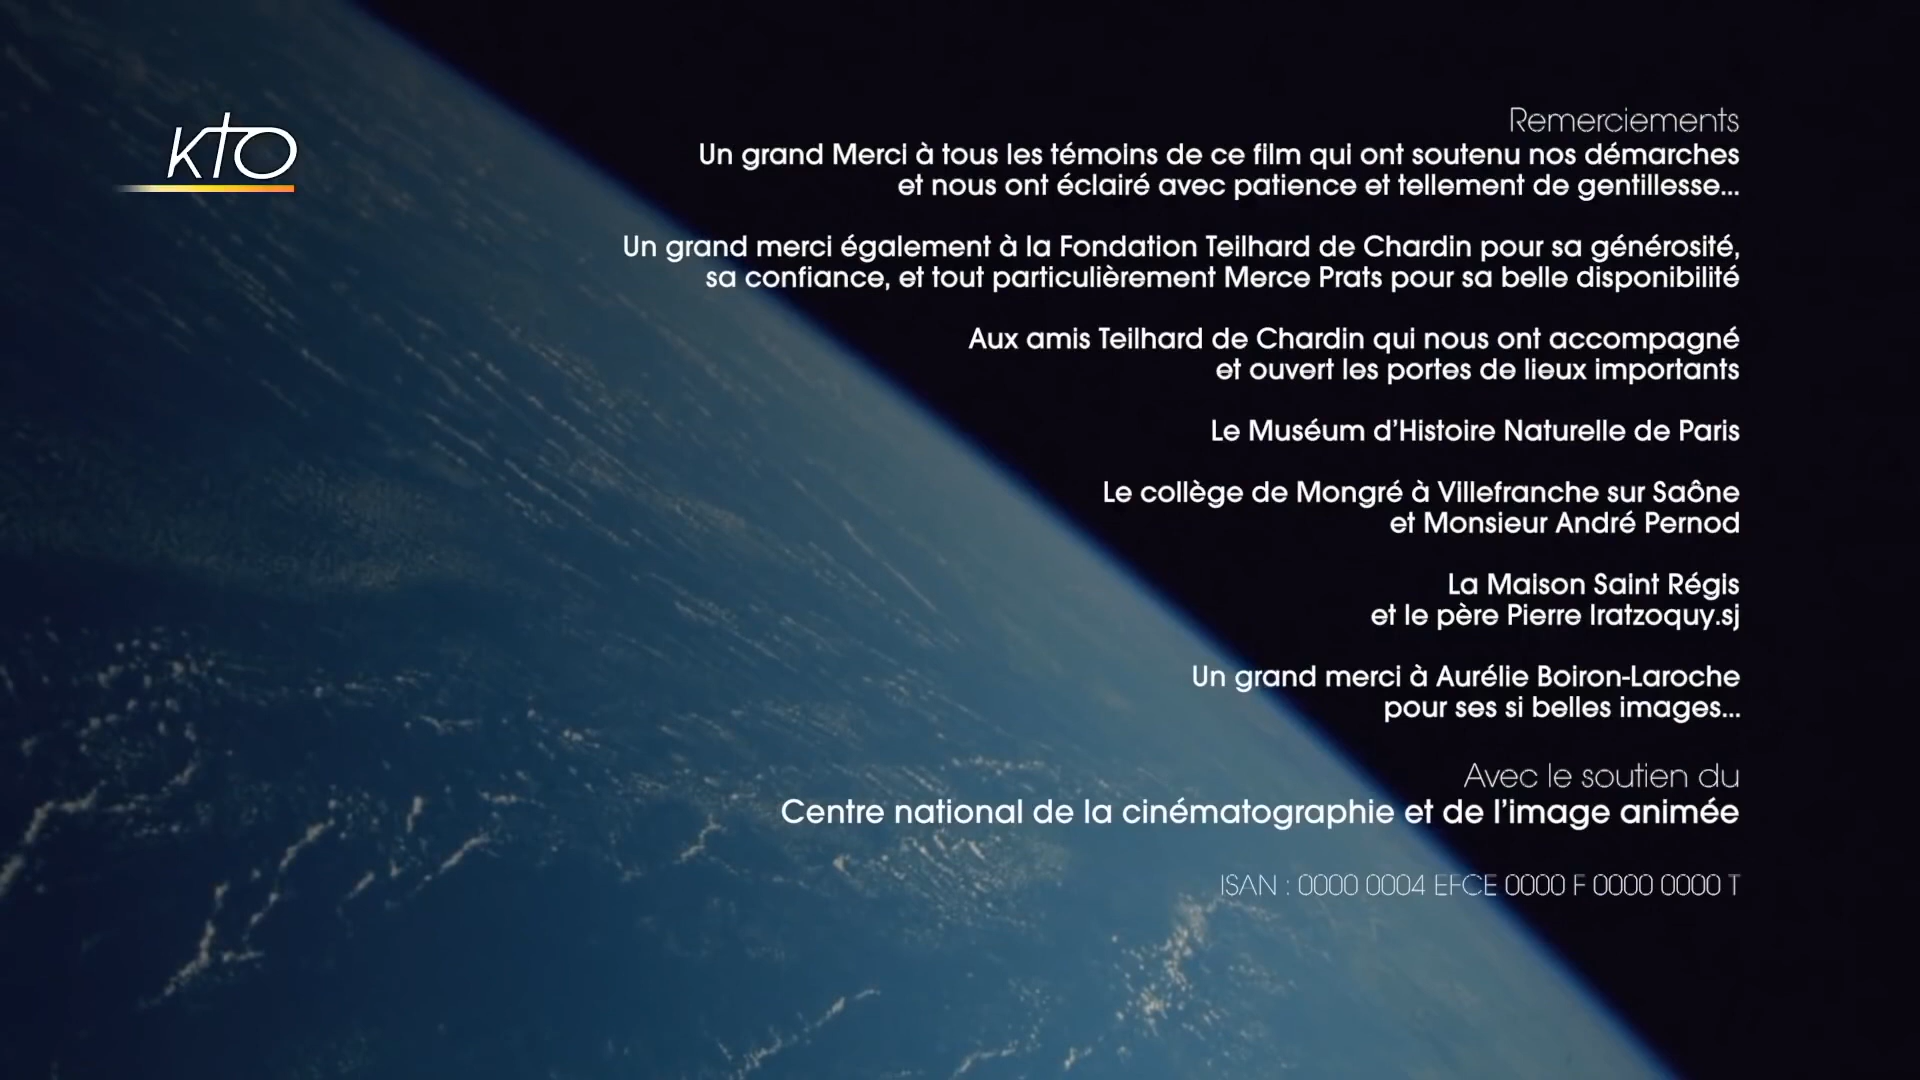 KTO
Remerciements
Un grand Merci à tous les témoins de ce film qui ont soutenu nos démarches
et nous ont éclairé avec patience et tellement de gentillesse...
Un grand merci également à la Fondation Teilhard de Chardin pour sa générosité,
sa confiance, et tout particulièrement Merce Prats pour sa belle disponibilité
Aux amis Teilhard de Chardin qui nous ont accompagné
et ouvert les portes de lieux importants
Le Muséum d'Histoire Naturelle de Paris
Le collège de Mongré à Villefranche sur Saône
et Monsieur André Pernod
La Maison Saint Régis
et le père Pierre Iratzoquy.sj
Un grand merci à Aurélie Boiron-Laroche
pour ses si belles images...
Avec le soutien du
Centre national de la cinématographie et de l'image animée
ISAN : 0000 0004 EFCE 0000 F 0000 0000 T